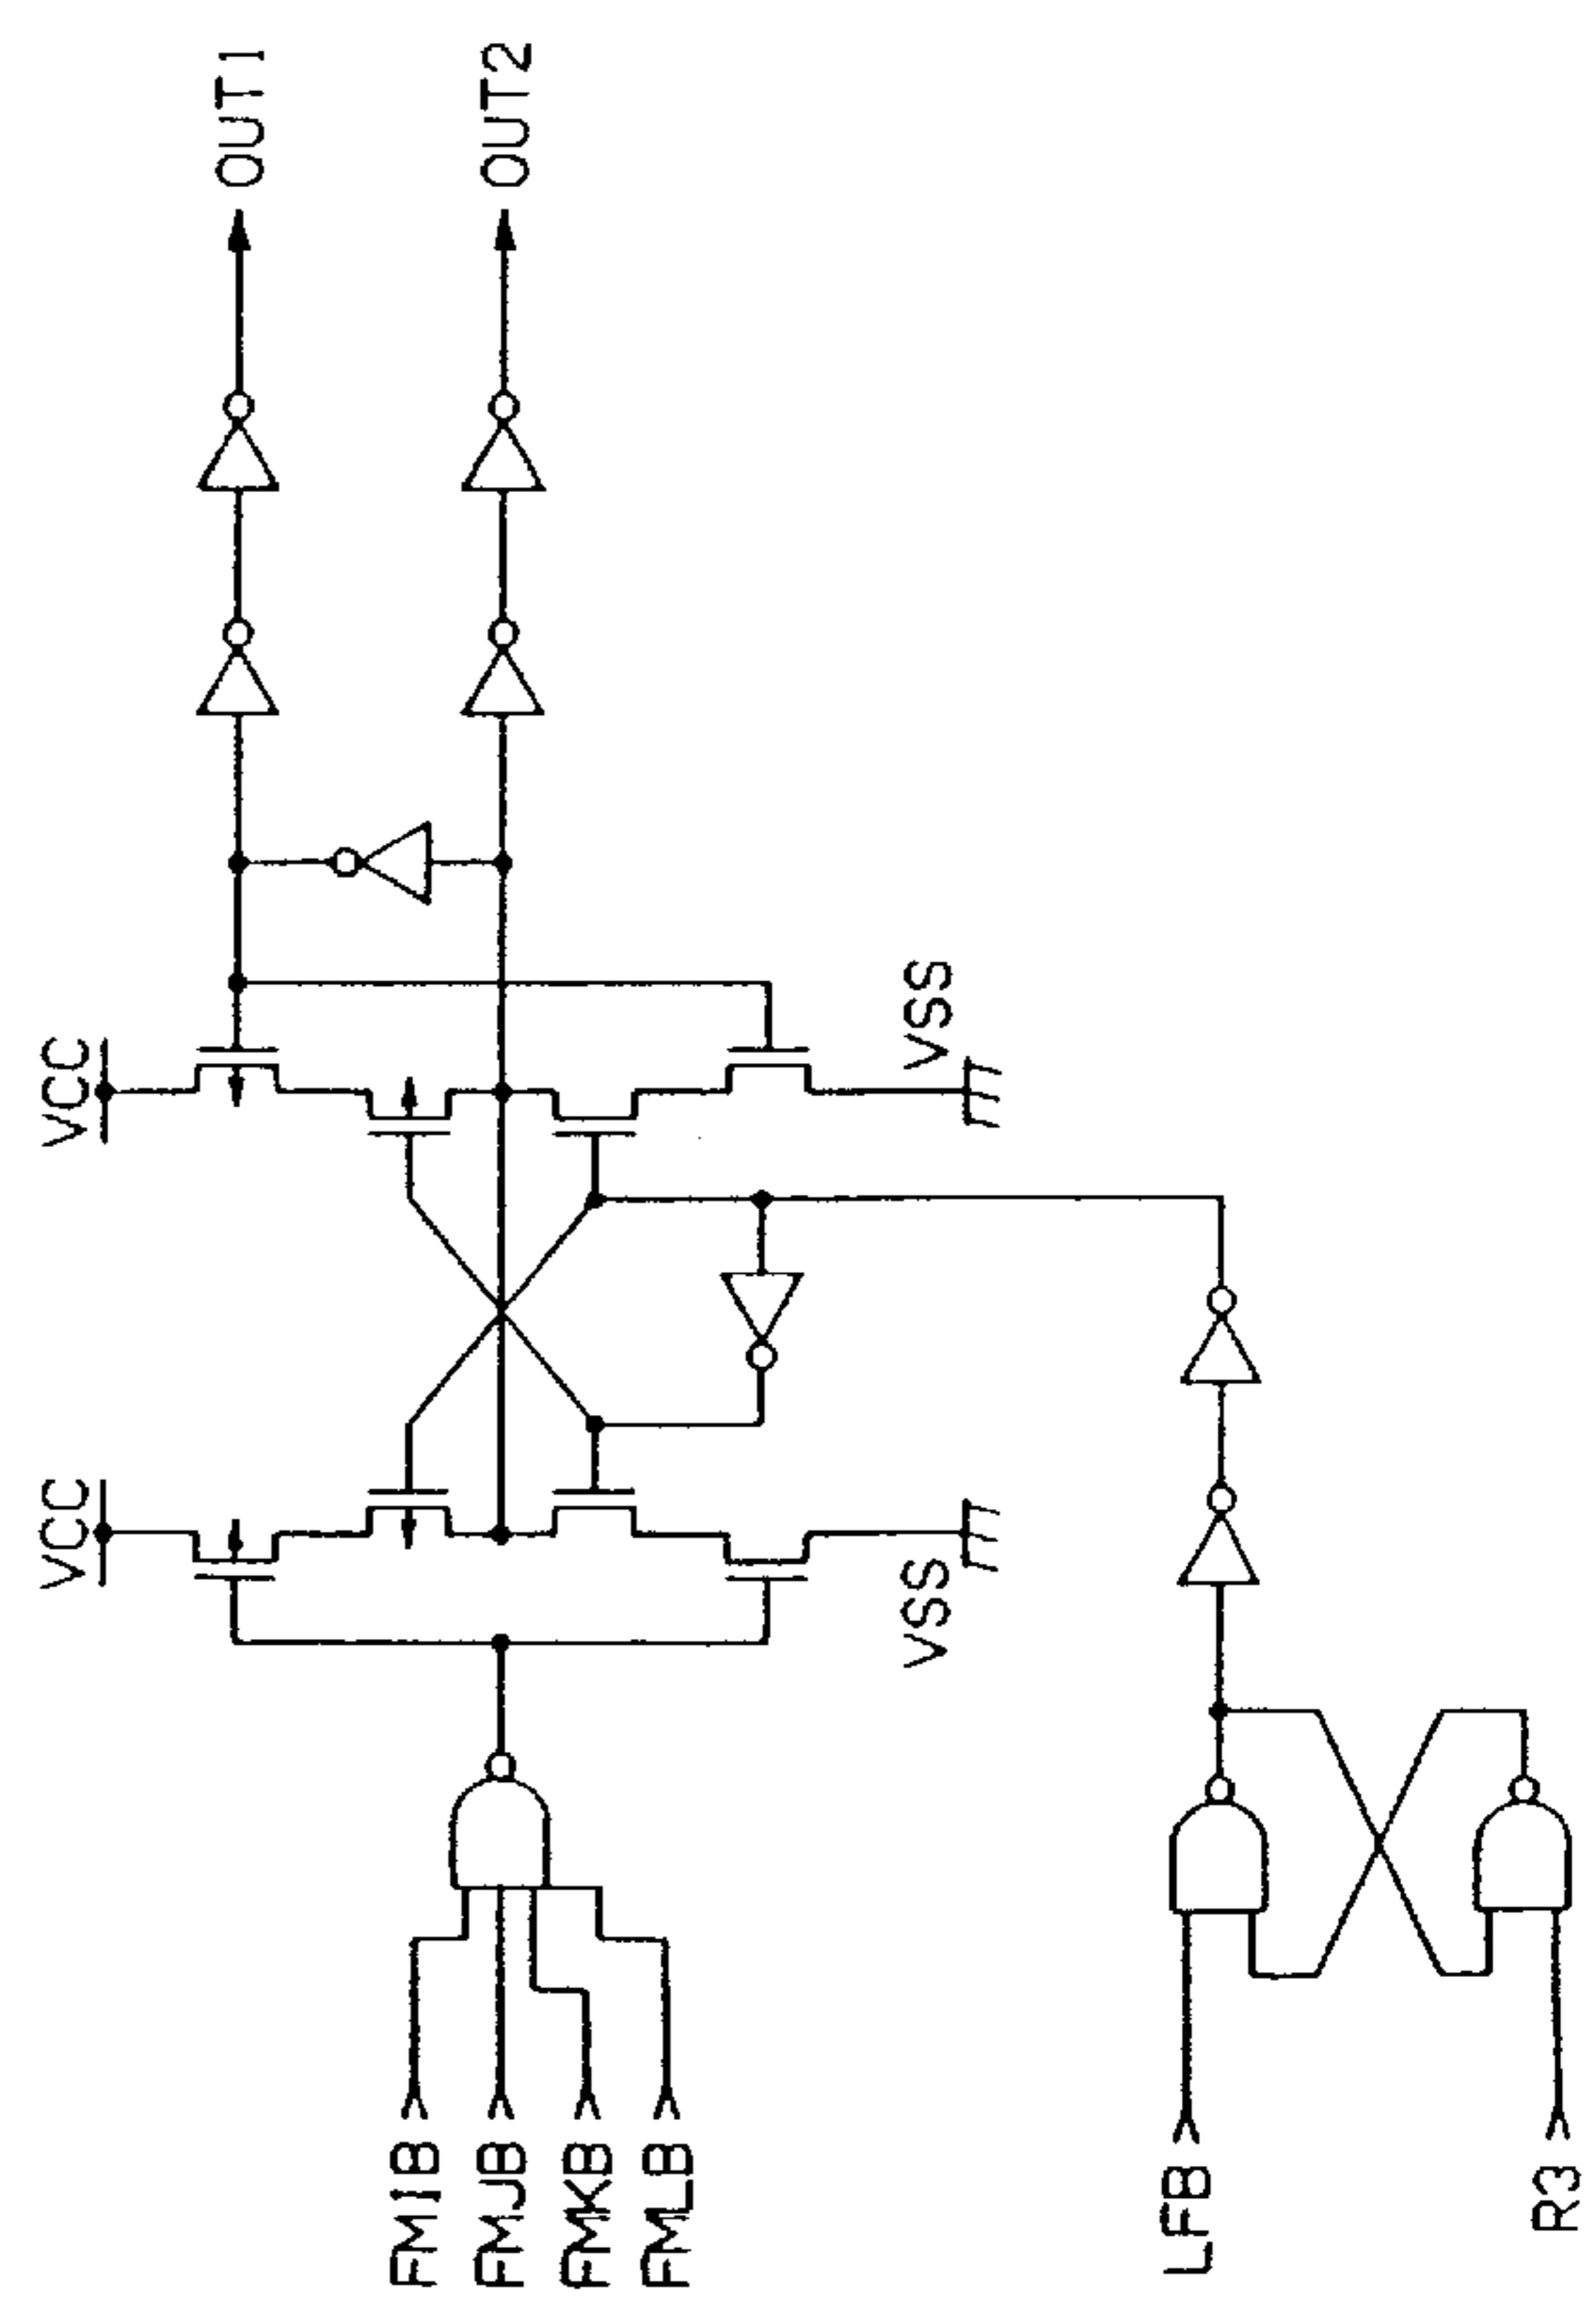 OUT1
OUT2
VCC
VSS
VCC
VSS
FMIB
FMJB
FMKB
FMLB
LFB
R3